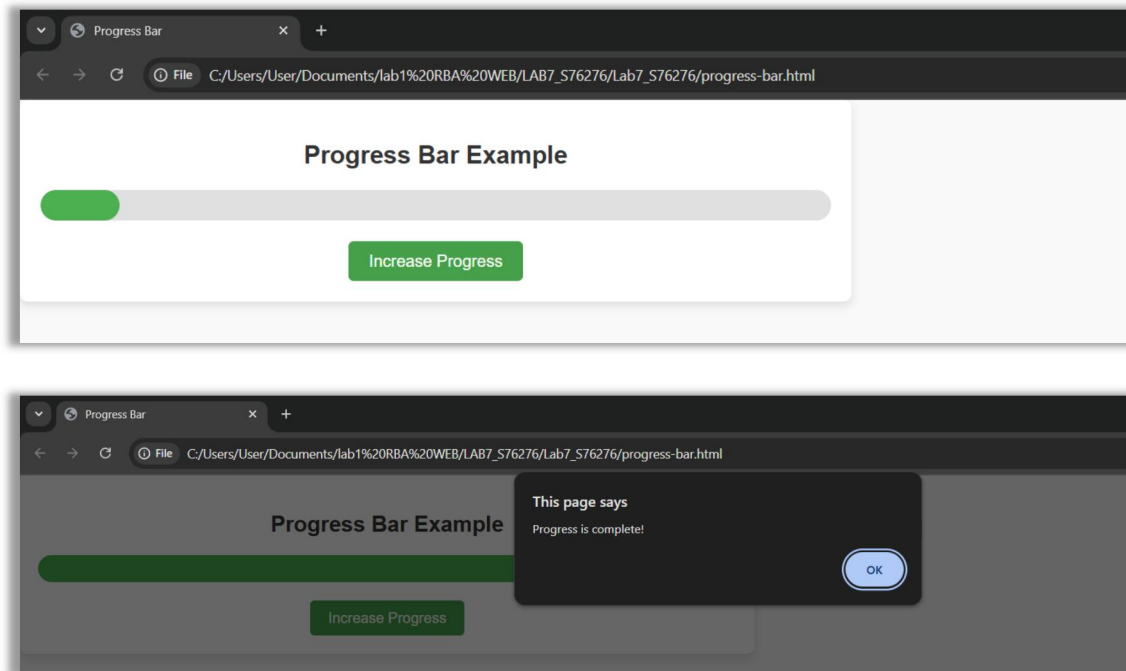 Progress Bar
File C:/Users/User/Documents/lab1%20RBA%20WEB/LAB7_S76276/Lab7_S76276/progress-bar.html
Progress Bar Example
Increase Progress
Progress Bar
File C:/Users/User/Documents/lab1%20RBA%20WEB/LAB7_S76276/Lab7_S76276/progress-bar.html
This page says
Progress Bar Example
Progress is complete!
OK
Increase Progress